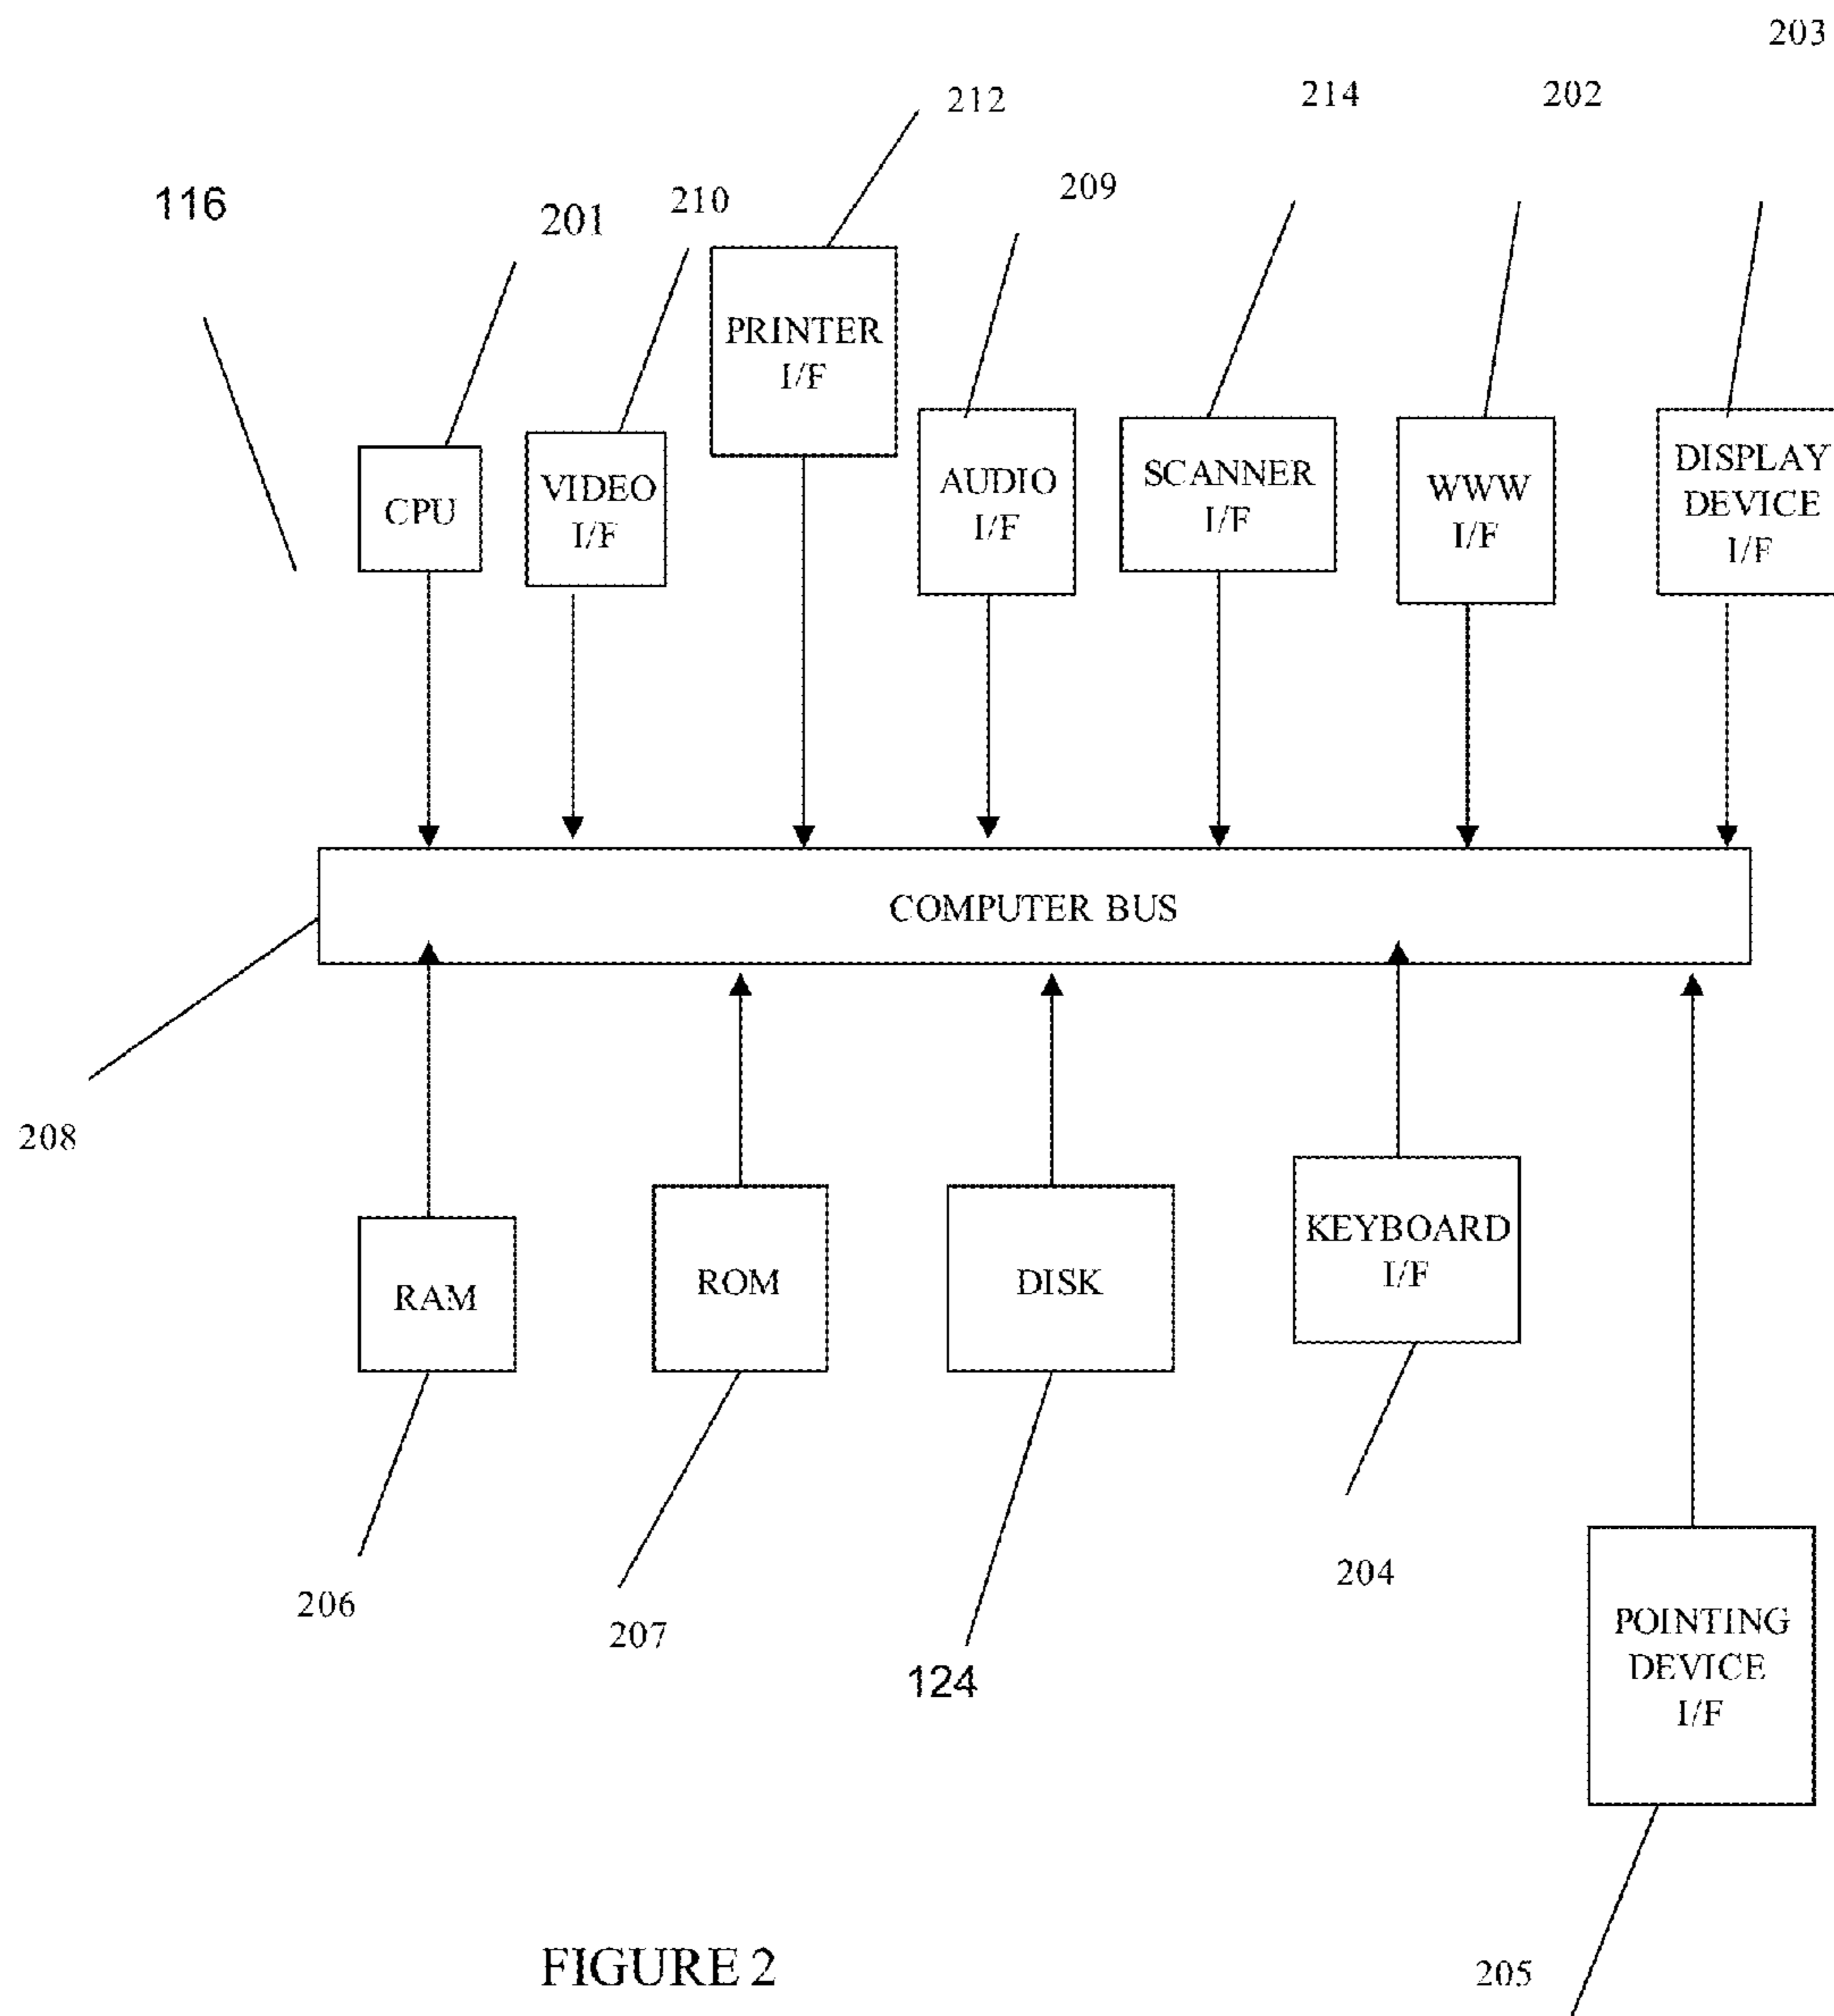 203
212
214
202
116
201
210
209
PRINTER
I/F
CPU
VIDEO
I/F
AUDIO
I/F
SCANNER
I/F
WWW
I/F
DISPLAY
DEVICE
I/F
COMPUTER BUS
208
RAM
ROM
DISK
KEYBOARD
I/F
206
207
124
204
POINTING
DEVICE
I/F
FIGURE 2
205